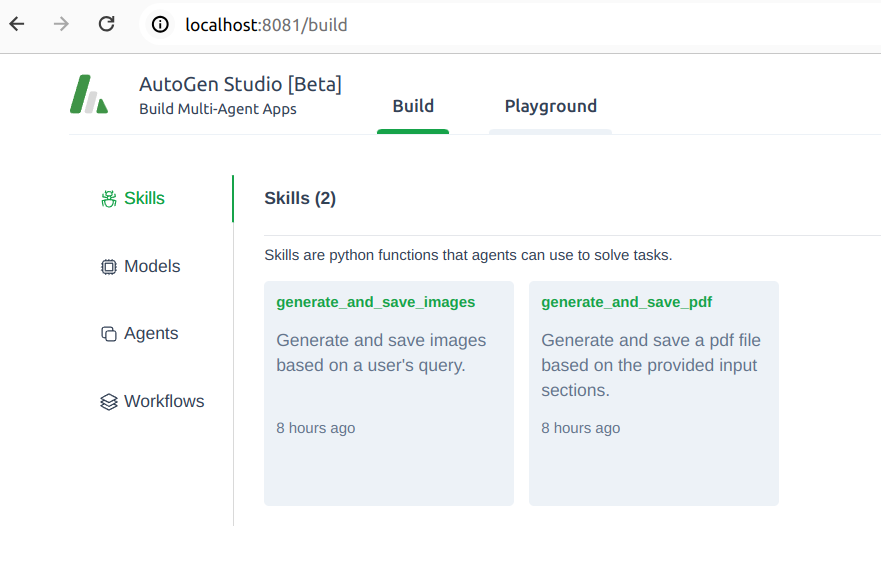 localhost:8081/build
AutoGen Studio [Beta]
Build Multi-Agent Apps
Build
Playground
Skills
Models
Agents
Workflows
Skills (2)
Skills are python functions that agents can use to solve tasks.
generate_and_save_images
Generate and save images
based on a user's query.
8 hours ago
generate_and_save_pdf
Generate and save a pdf file
based on the provided input
sections.
8 hours ago